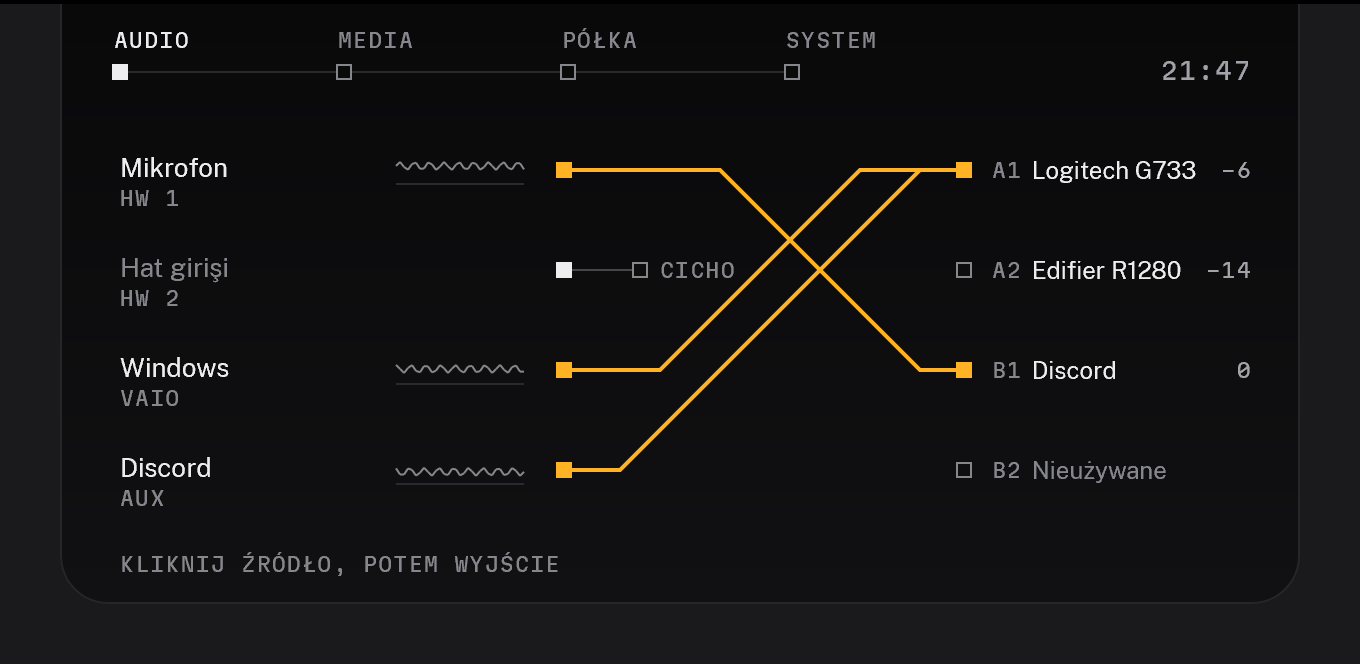 AUDIO MEDIA PÓŁKA SYSTEM
21:47
Mikrofon A1 Logitech G733 −6
HW 1
Hat girişi CICHO A2 Edifier R1280 −14
HW 2
Windows B1 Discord 0
VAIO
Discord B2 Nieużywane
AUX
KLIKNIJ ŹRÓDŁO, POTEM WYJŚCIE